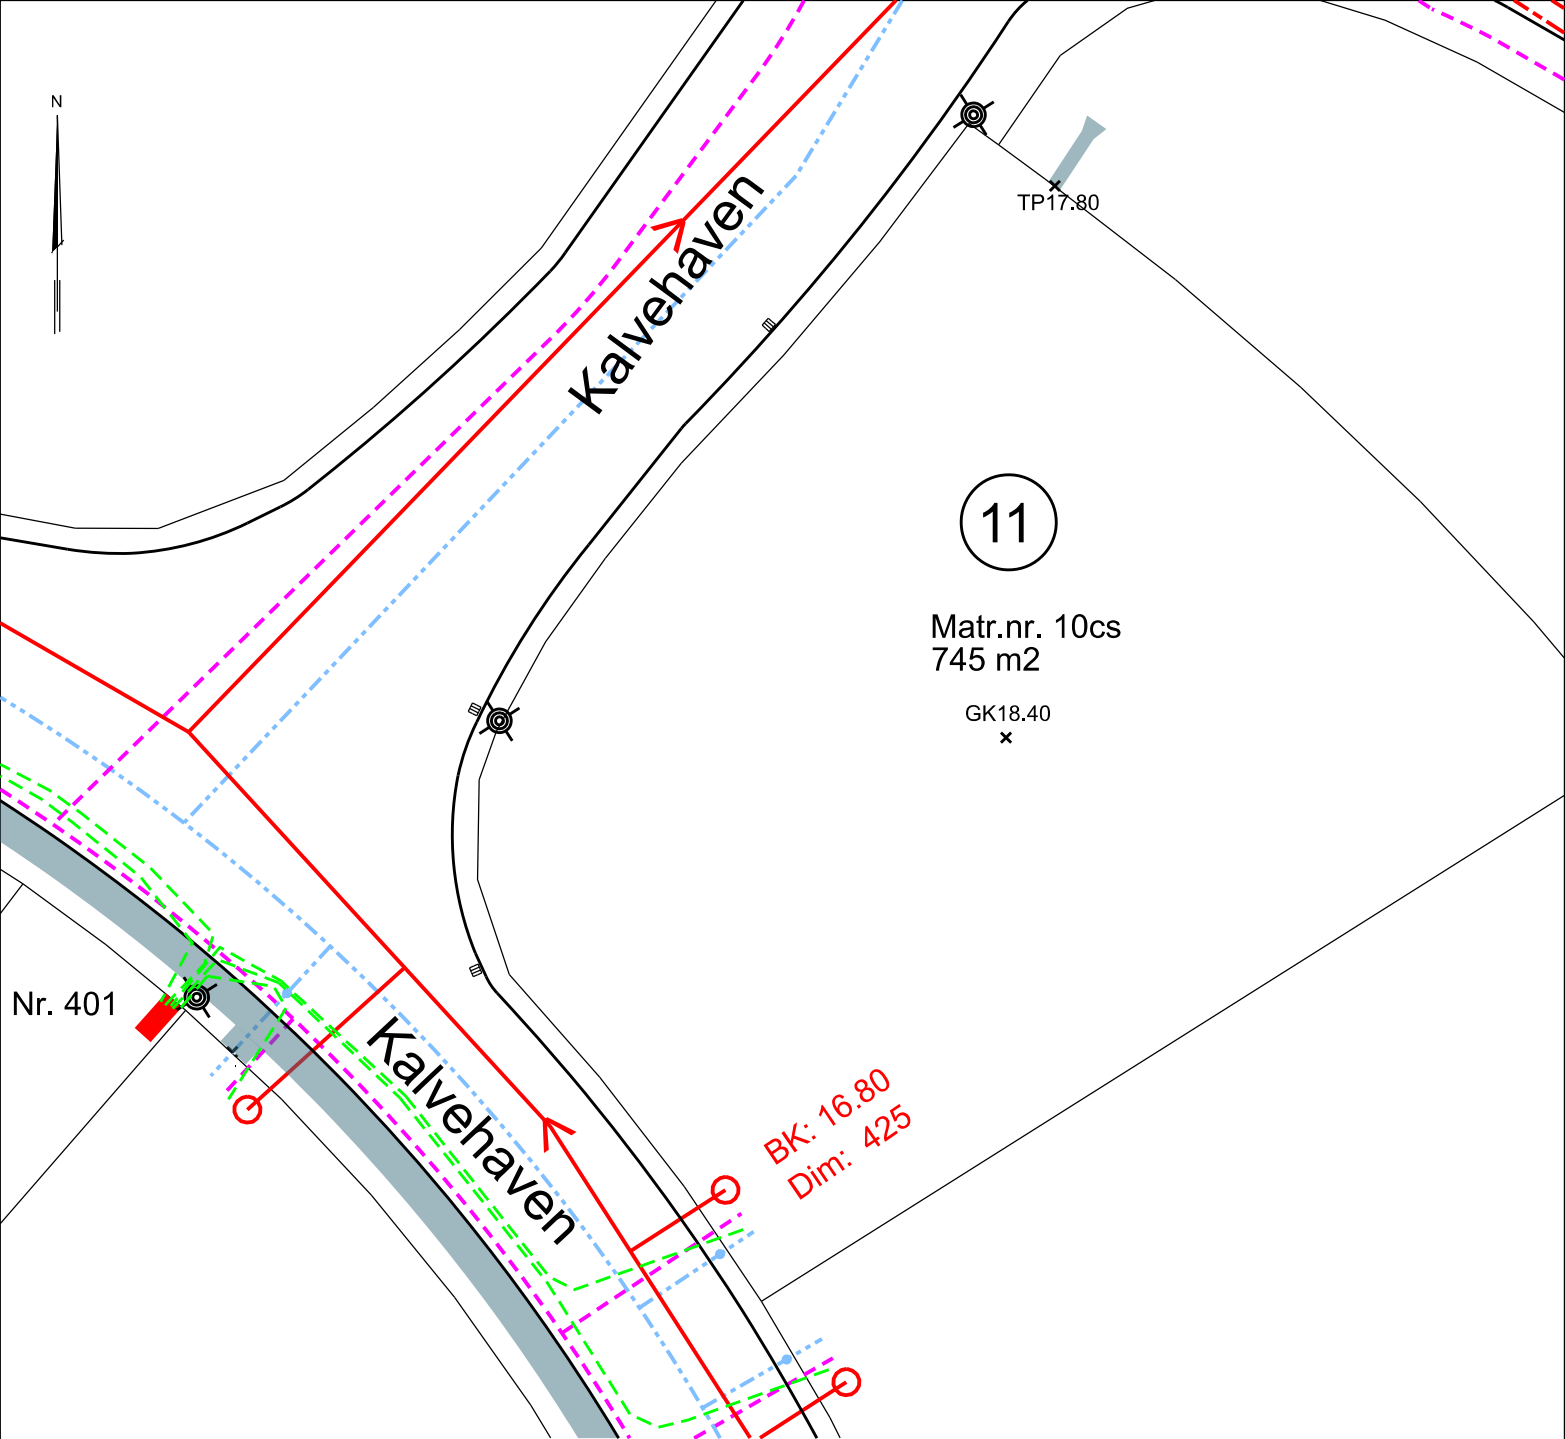 N
TP17.80
Kalvehaven
11
Matr.nr. 10cs
745 m2
GK18.40
Nr. 401
Kalvehaven
BK: 16.80
Dim: 425